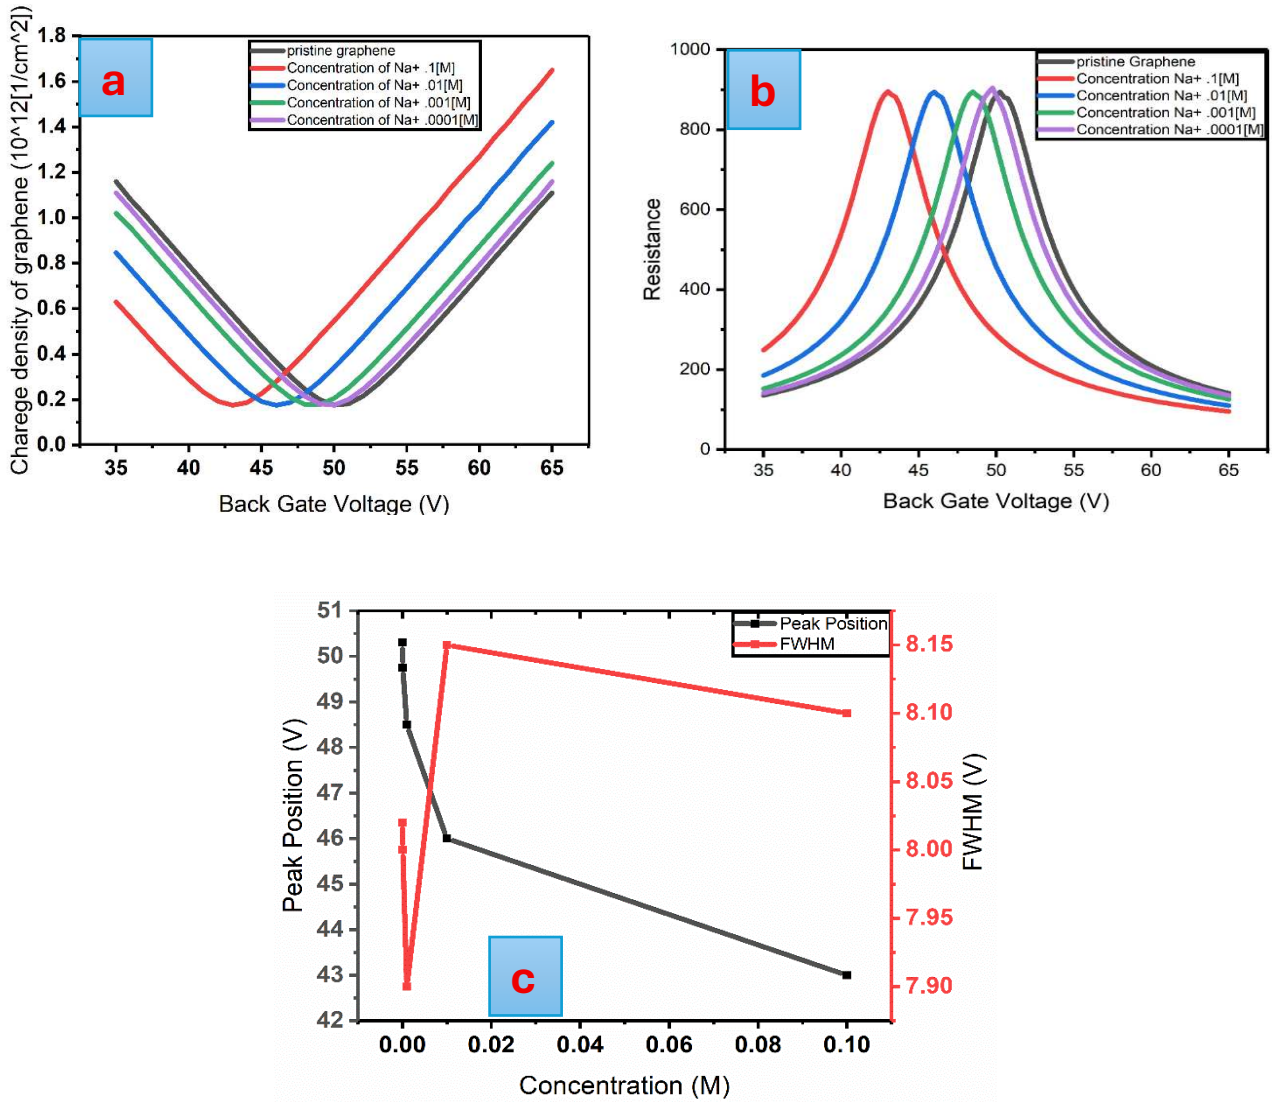 a
Charege density of graphene (10^12[1/cm^2])
1.8
1.6
1.4
1.2
1.0
0.8
0.6
0.4
0.2
0.0
pristine graphene
Concentration of Na+ .1[M]
Concentration of Na+ .01[M]
Concentration of Na+ .001[M]
Concentration of Na+ .0001[M]
35 40 45 50 55 60 65
Back Gate Voltage (V)
b
Resistance
1000
800
600
400
200
0
pristine Graphene
Concentration Na+ .1[M]
Concentration Na+ .01[M]
Concentration Na+ .001[M]
Concentration Na+ .0001[M]
35 40 45 50 55 60 65
Back Gate Voltage (V)
Peak Position (V)
51
50
49
48
47
46
45
44
43
42
Peak Position
FWHM
8.15
8.10
8.05
8.00
7.95
7.90
FWHM (V)
c
0.00 0.02 0.04 0.06 0.08 0.10
Concentration (M)